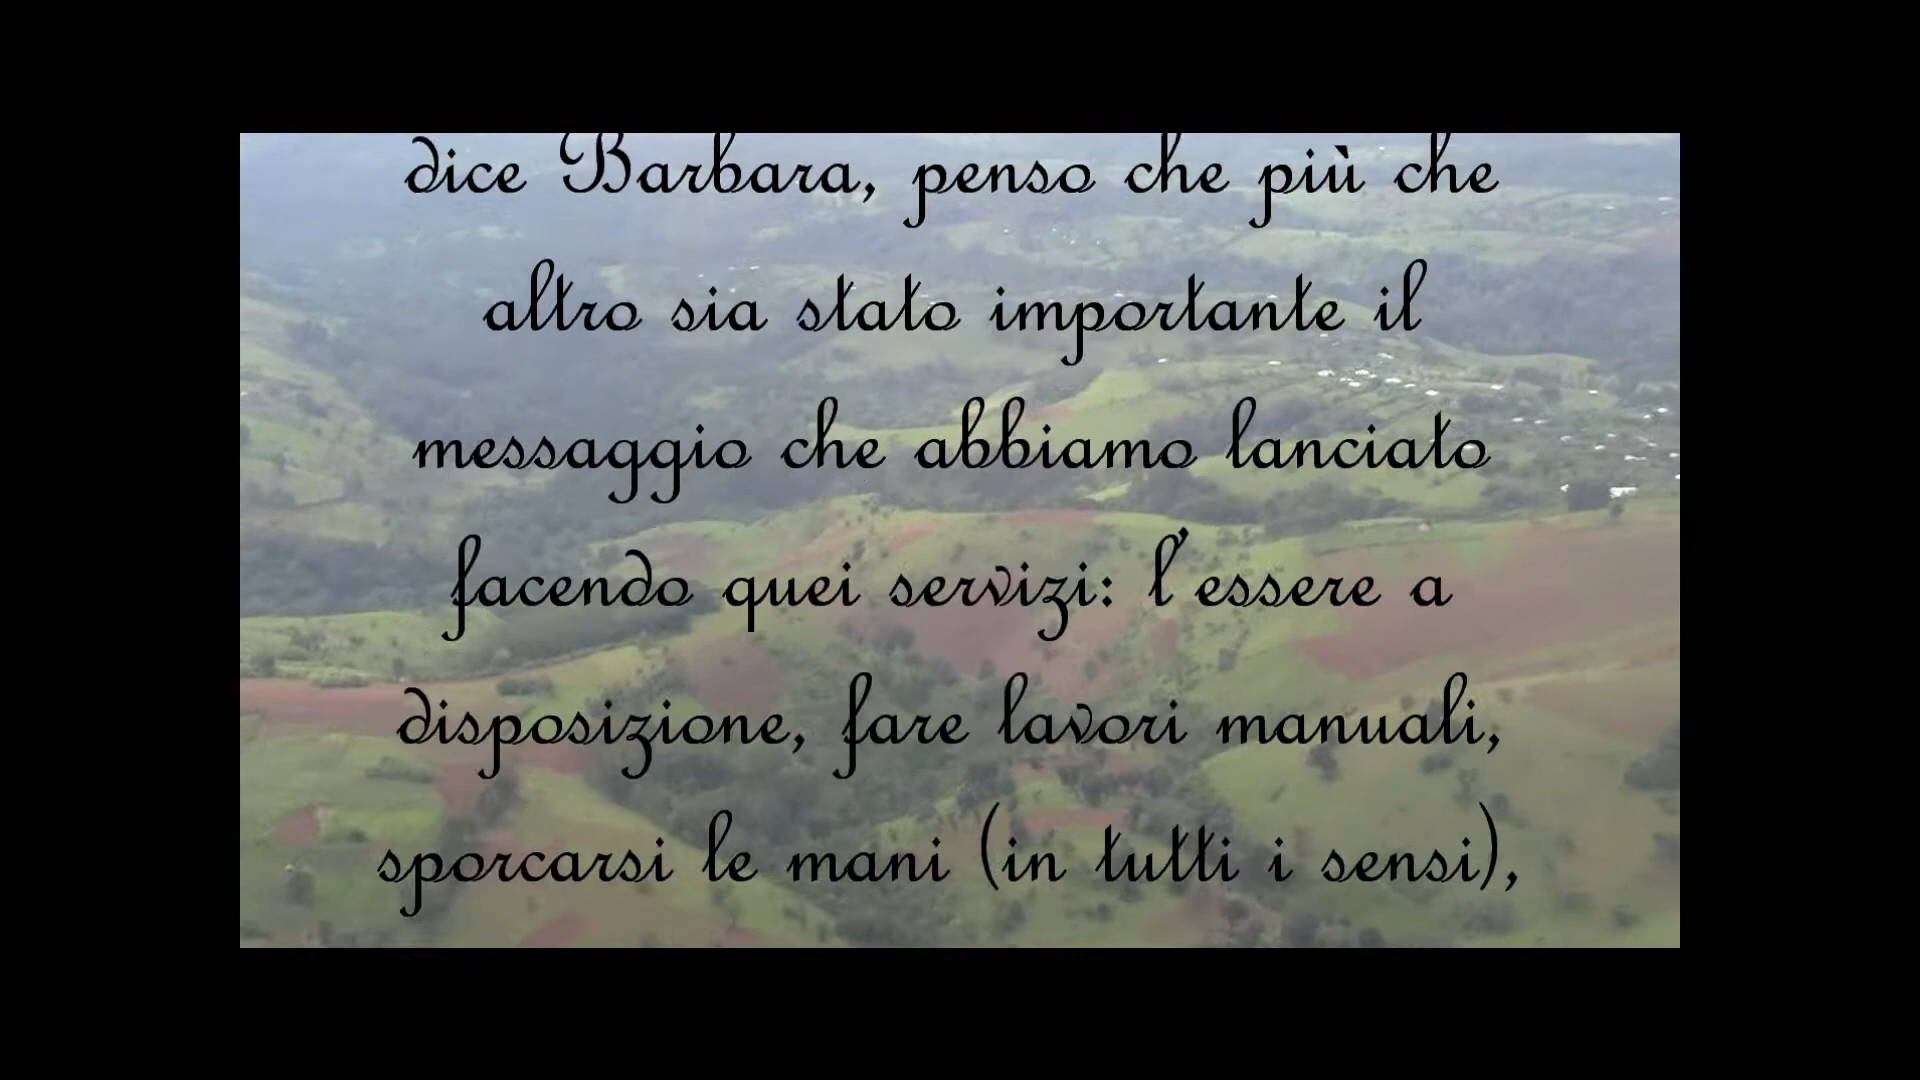 dice Barbara, penso che più che
altro sia stato importante il
messaggio che abbiamo lanciato
facendo quei servizi: l'essere a
disposizione, fare lavori manuali,
sporcarsi le mani (in tutti i sensi),